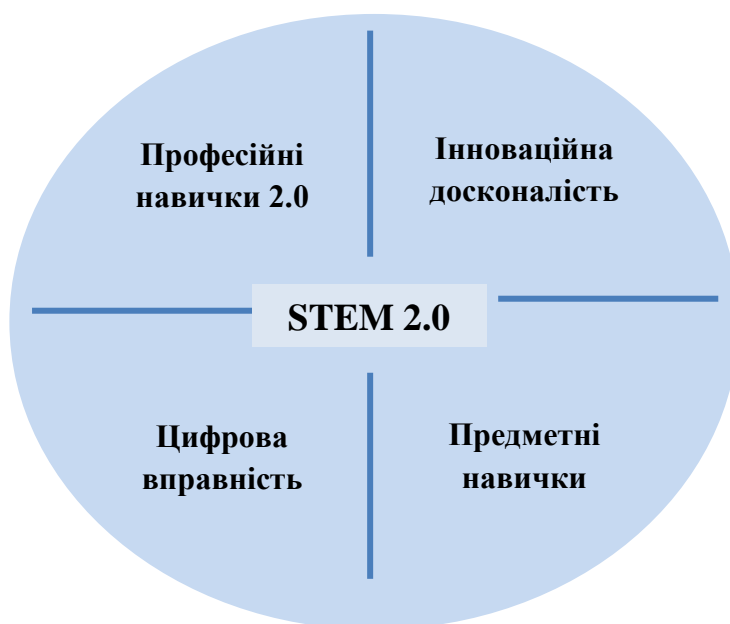 Професійні
навички 2.0
Інноваційна
досконалість
STEM 2.0
Цифрова
вправність
Предметні
навички